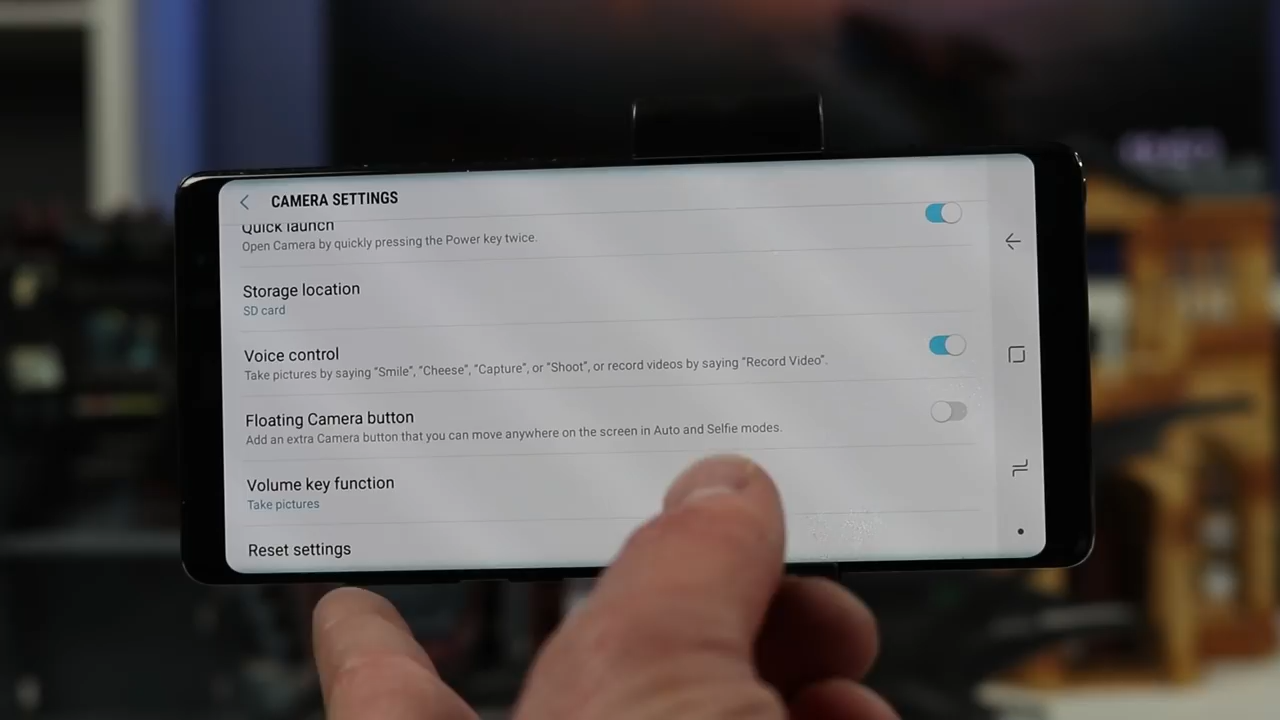 CAMERA SETTINGS
Quick launch
Open Camera by quickly pressing the Power key twice.
Storage location
SD card
Voice control
Take pictures by saying “Smile”, “Cheese”, “Capture”, or “Shoot”, or record videos by saying “Record Video”.
Floating Camera button
Add an extra Camera button that you can move anywhere on the screen in Auto and Selfie modes.
Volume key function
Take pictures
Reset settings